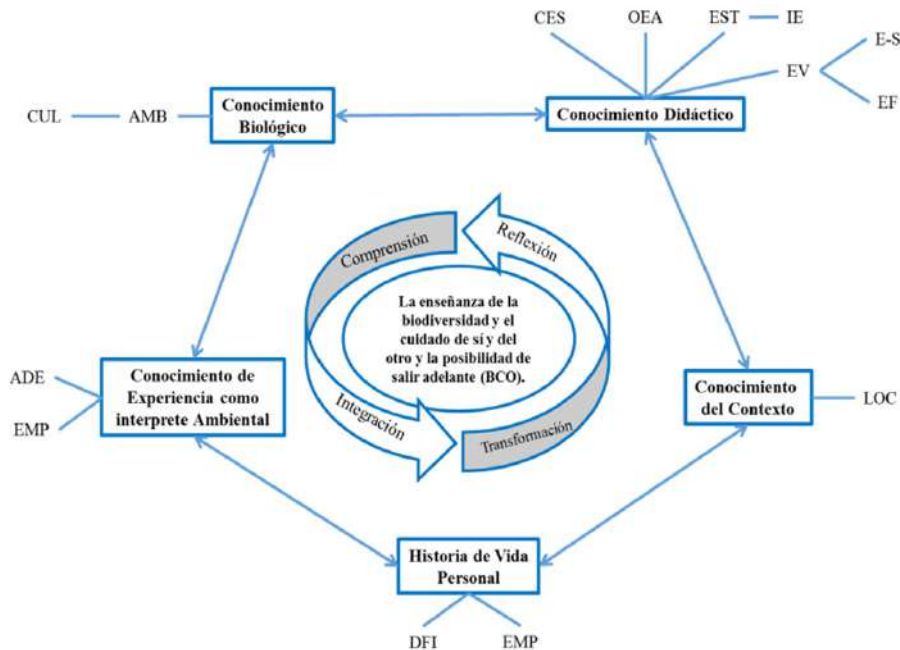 CES
OEA
EST
IE
E-S
EV
EF
CUL
AMB
Conocimiento
Biológico
Conocimiento Didáctico
Comprensión
Reflexión
La enseñanza de la
biodiversidad y el
cuidado de sí y del
otro y la posibilidad de
salir adelante (BCO).
Integración
Transformación
ADE
EMP
Conocimiento de
Experiencia como
interprete Ambiental
Conocimiento
del Contexto
LOC
Historia de Vida
Personal
DFI
EMP